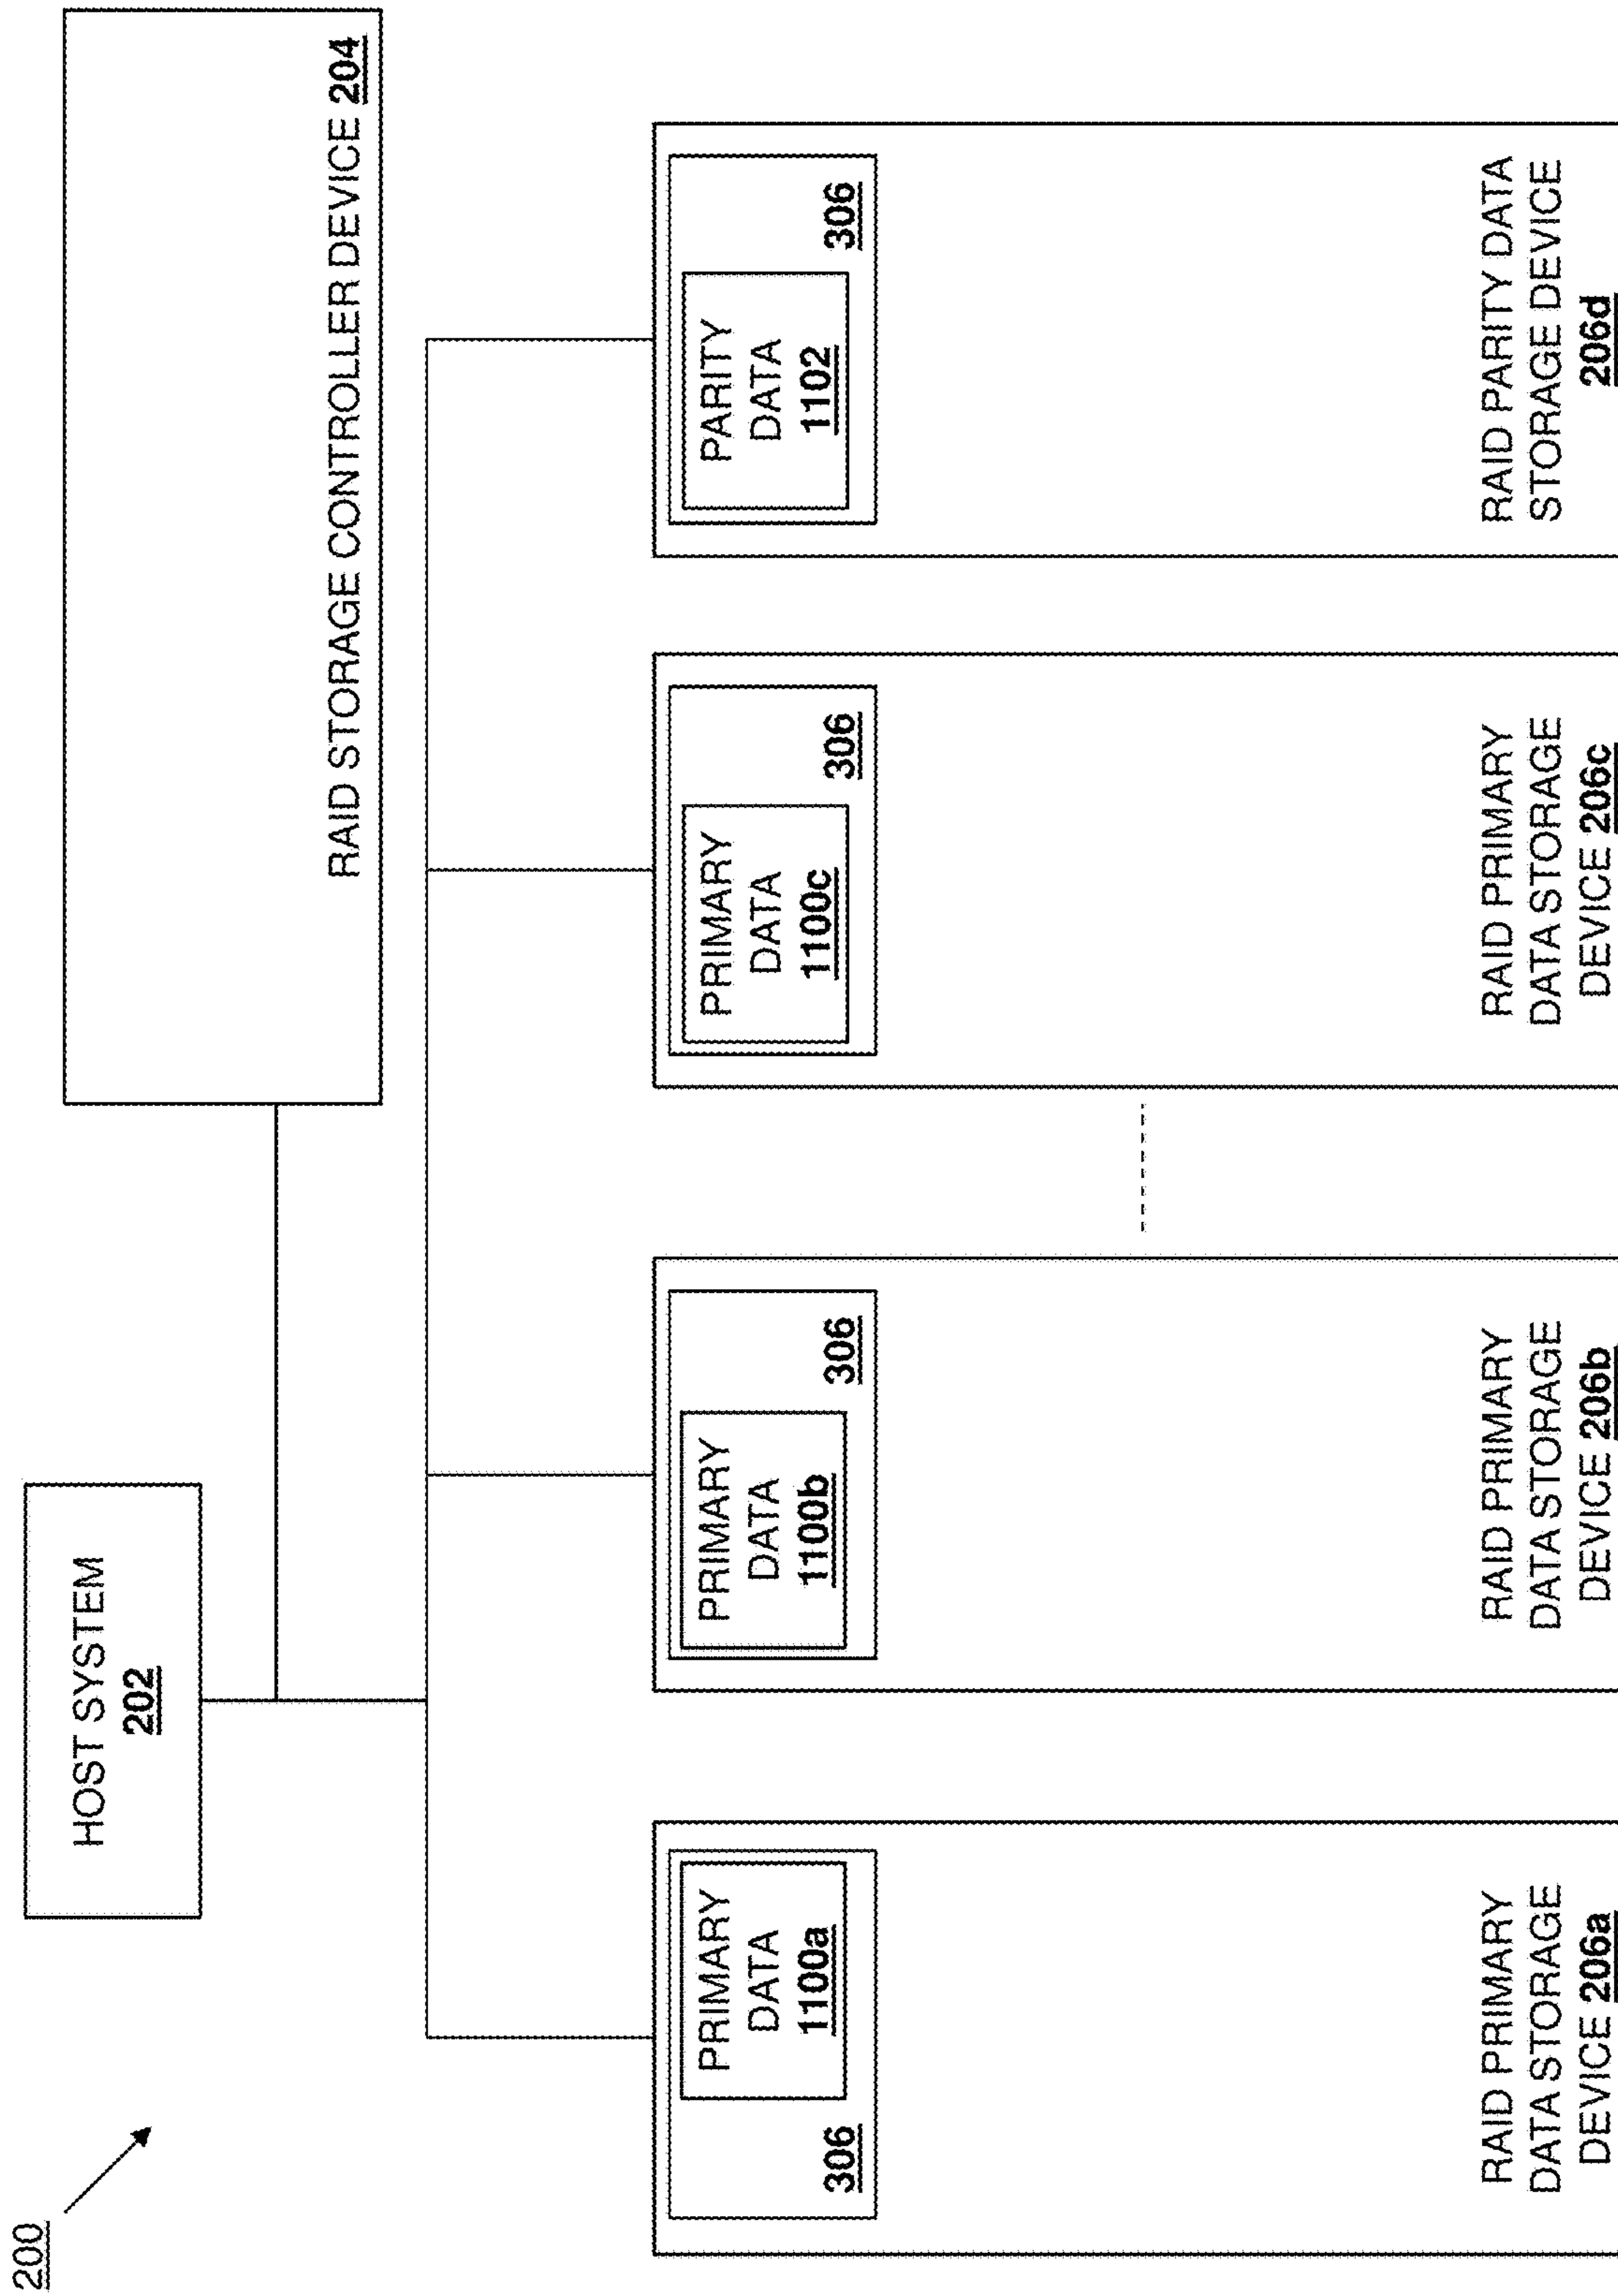 200
HOST SYSTEM
202
RAID STORAGE CONTROLLER DEVICE 204
PRIMARY
DATA
1100a
306
RAID PRIMARY
DATA STORAGE
DEVICE 206a
PRIMARY
DATA
1100b
306
RAID PRIMARY
DATA STORAGE
DEVICE 206b
PRIMARY
DATA
1100c
306
RAID PRIMARY
DATA STORAGE
DEVICE 206c
PARITY
DATA
1102
306
RAID PARITY DATA
STORAGE DEVICE
206d